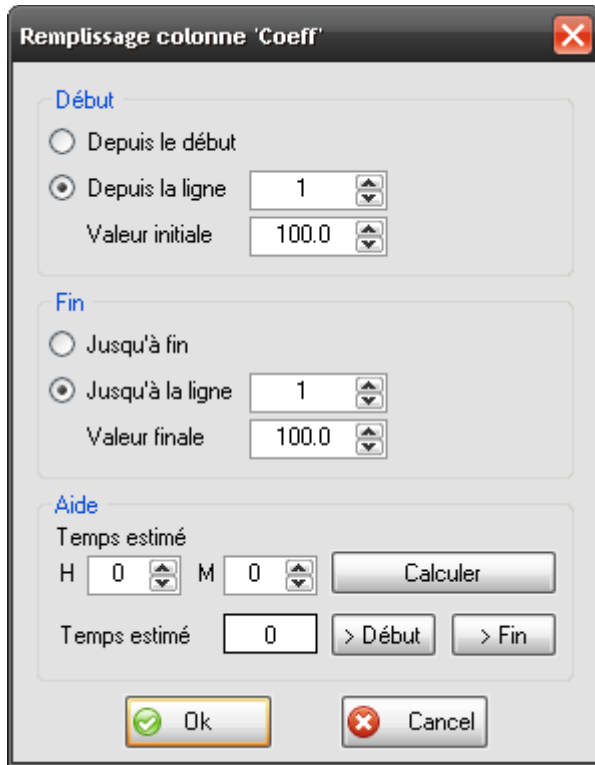 Remplissage colonne 'Coeff'
Début
Depuis le début
Depuis la ligne 1
Valeur initiale 100.0
Fin
Jusqu'à fin
Jusqu'à la ligne 1
Valeur finale 100.0
Aide
Temps estimé
H 0 M 0 Calculer
Temps estimé 0 > Début > Fin
Ok Cancel